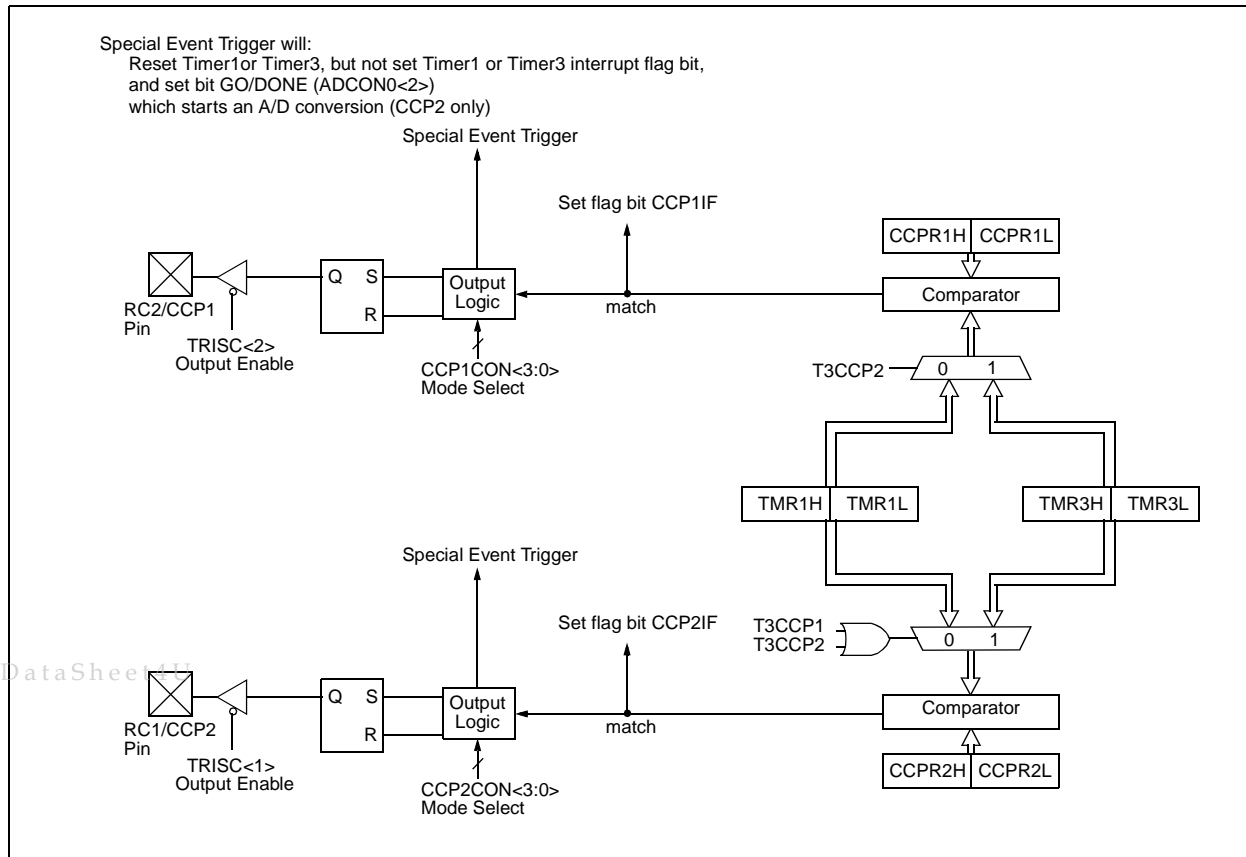 Special Event Trigger will:
Reset Timer1or Timer3, but not set Timer1 or Timer3 interrupt flag bit,
and set bit GO/DONE (ADCON0<2>)
which starts an A/D conversion (CCP2 only)
Special Event Trigger
Set flag bit CCP1IF
CCPR1H CCPR1L
Q S
R
Output
Logic
Comparator
match
RC2/CCP1
Pin
TRISC<2>
Output Enable
CCP1CON<3:0>
Mode Select
T3CCP2
0 1
TMR1H TMR1L
TMR3H TMR3L
Special Event Trigger
Set flag bit CCP2IF
T3CCP1
T3CCP2
0 1
DataSheet4U
Q S
R
Output
Logic
Comparator
match
RC1/CCP2
Pin
TRISC<1>
Output Enable
CCP2CON<3:0>
Mode Select
CCPR2H CCPR2L